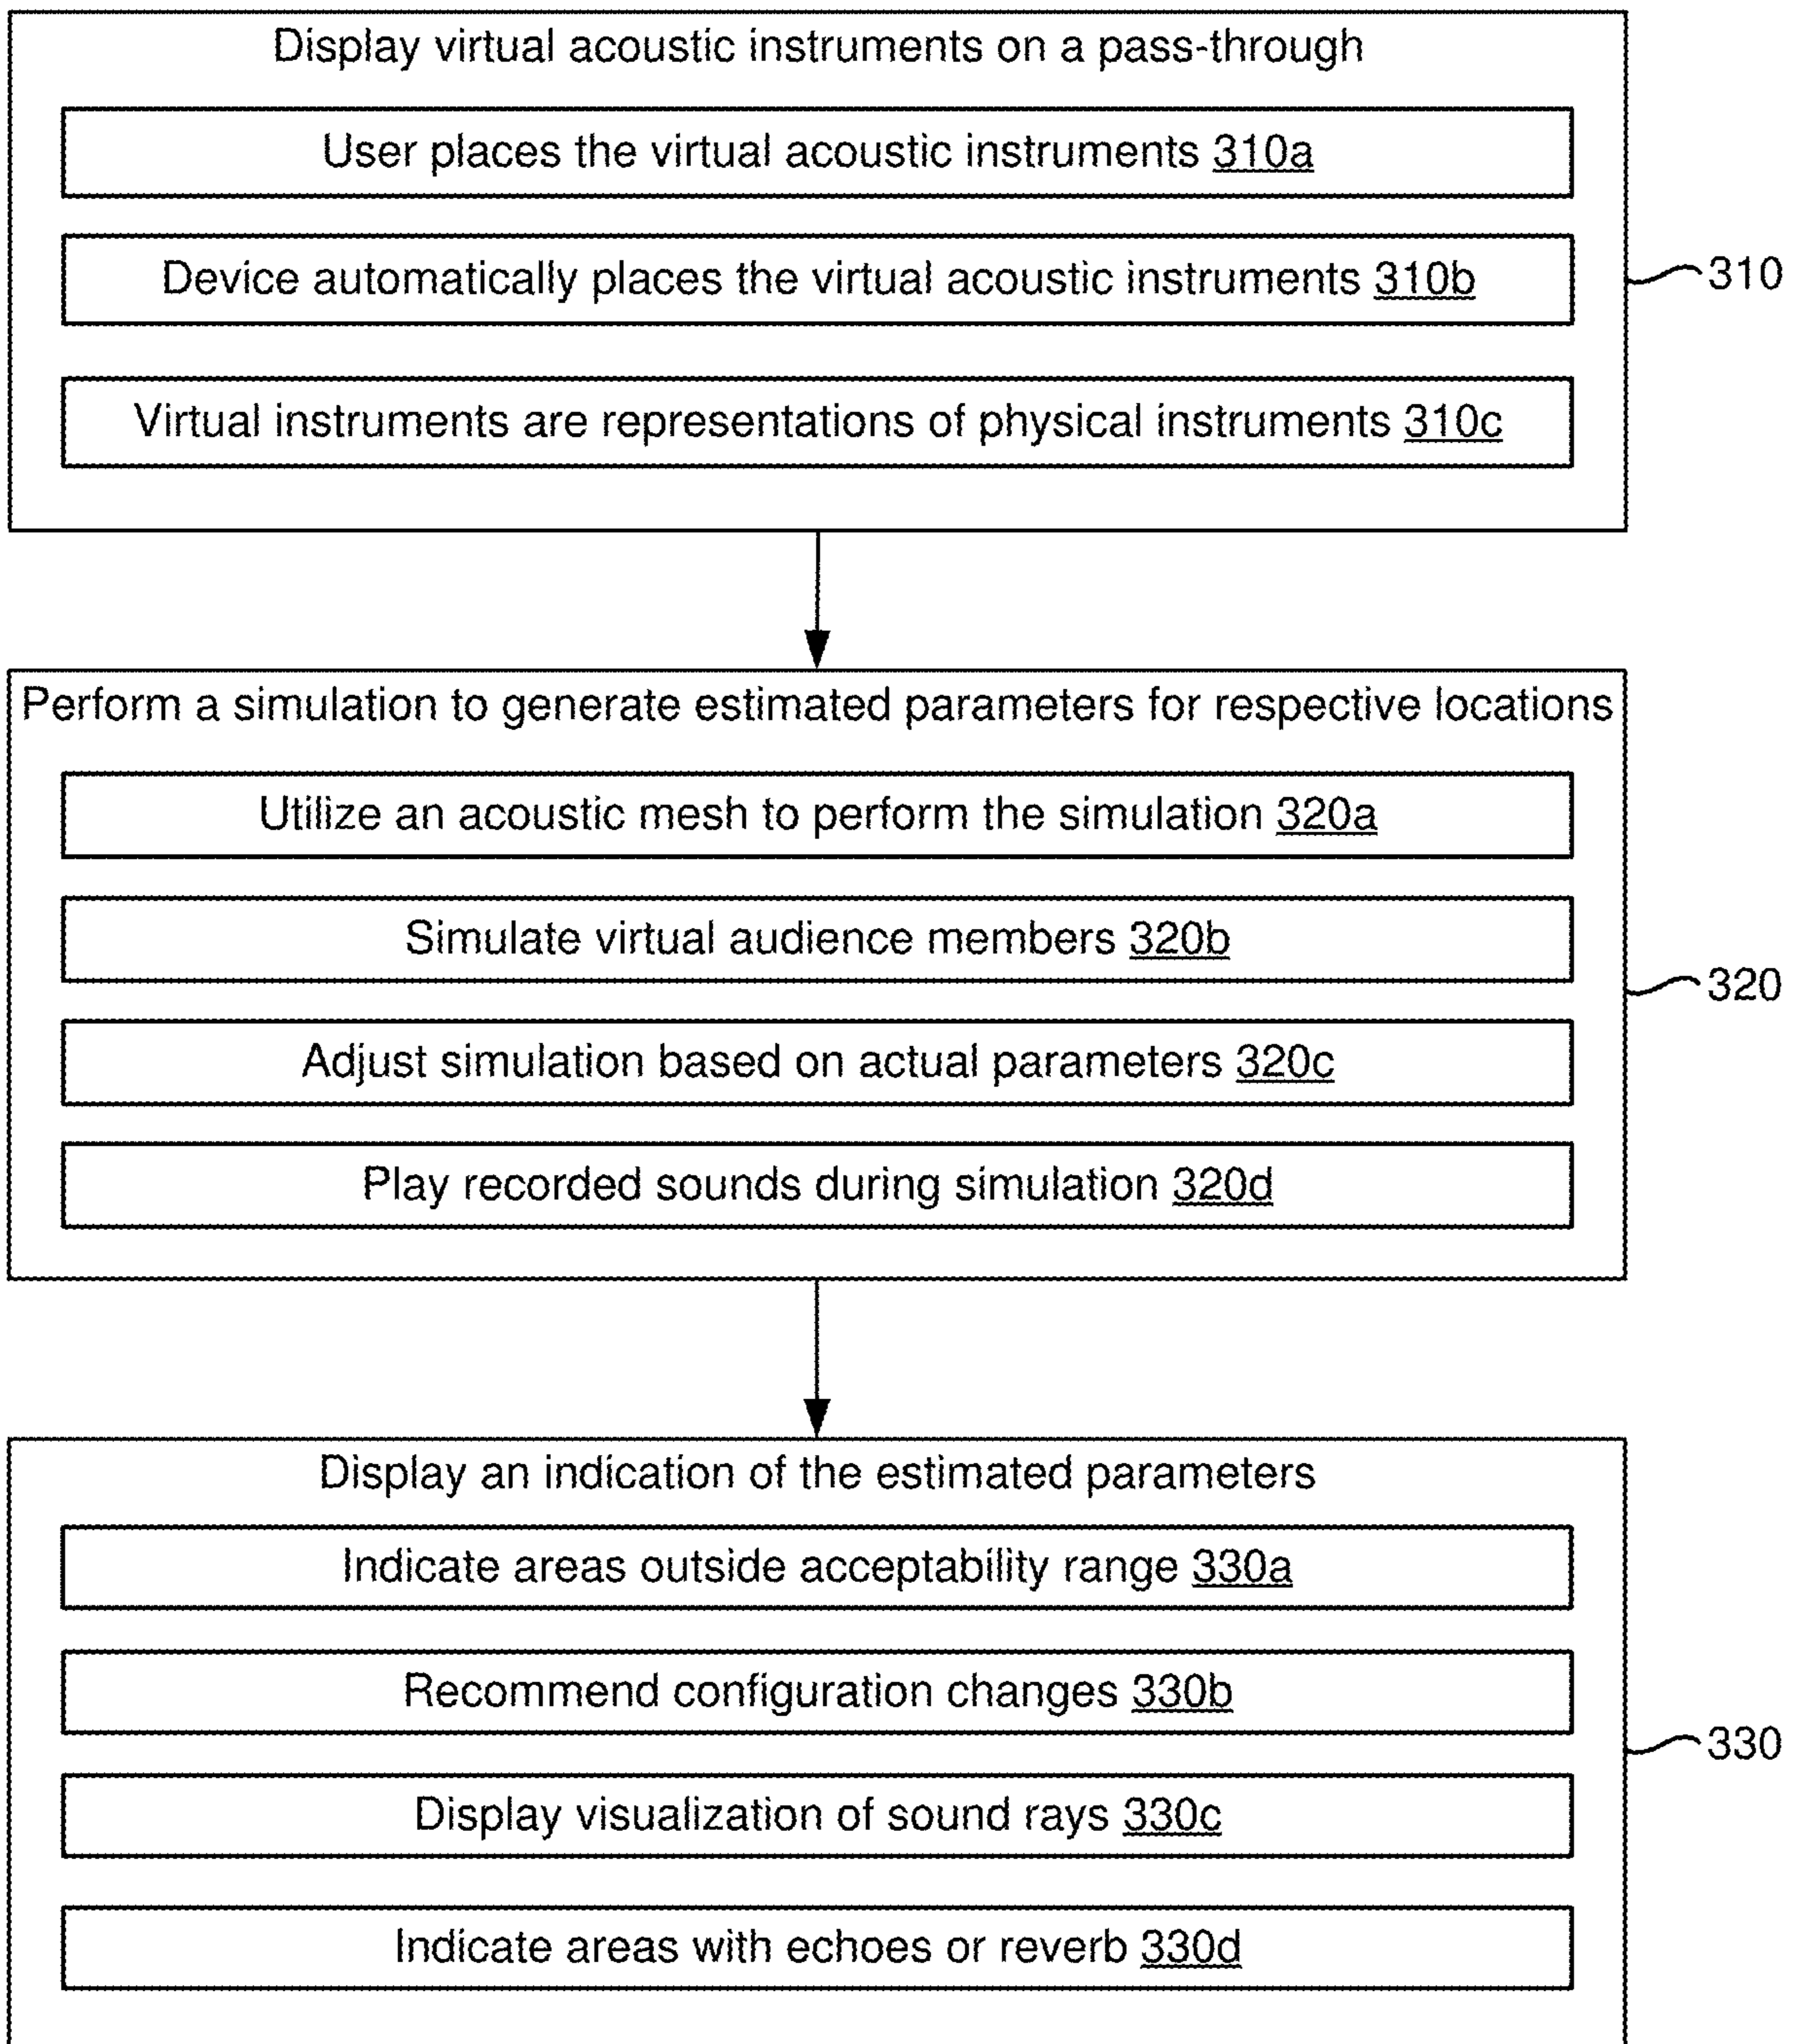 Display virtual acoustic instruments on a pass-through
User places the virtual acoustic instruments 310a
Device automatically places the virtual acoustic instruments 310b
310
Virtual instruments are representations of physical instruments 310c
Perform a simulation to generate estimated parameters for respective locations
Utilize an acoustic mesh to perform the simulation 320a
Simulate virtual audience members 320b
320
Adjust simulation based on actual parameters 320c
Play recorded sounds during simulation 320d
Display an indication of the estimated parameters
Indicate areas outside acceptability range 330a
Recommend configuration changes 330b
330
Display visualization of sound rays 330c
Indicate areas with echoes or reverb 330d